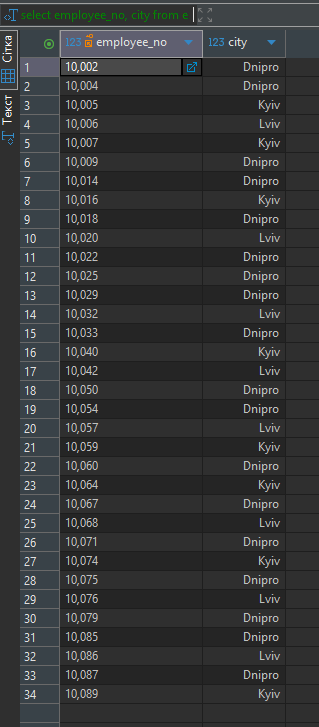 select employee_no, city from e
Сітка
Текст
123 employee_no 123 city
1 10,002 Dnipro
2 10,004 Dnipro
3 10,005 Kyiv
4 10,006 Lviv
5 10,007 Kyiv
6 10,009 Dnipro
7 10,014 Dnipro
8 10,016 Kyiv
9 10,018 Dnipro
10 10,020 Lviv
11 10,022 Dnipro
12 10,025 Dnipro
13 10,029 Dnipro
14 10,032 Lviv
15 10,033 Dnipro
16 10,040 Kyiv
17 10,042 Lviv
18 10,050 Dnipro
19 10,054 Dnipro
20 10,057 Lviv
21 10,059 Kyiv
22 10,060 Dnipro
23 10,064 Kyiv
24 10,067 Dnipro
25 10,068 Lviv
26 10,071 Dnipro
27 10,074 Kyiv
28 10,075 Dnipro
29 10,076 Lviv
30 10,079 Dnipro
31 10,085 Dnipro
32 10,086 Lviv
33 10,087 Dnipro
34 10,089 Kyiv